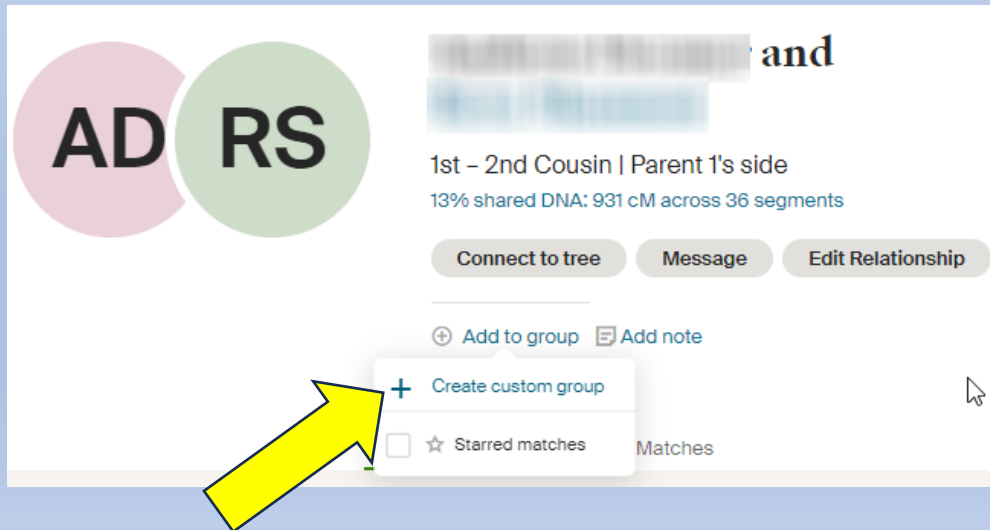 AD RS
and
1st – 2nd Cousin | Parent 1's side
13% shared DNA: 931 cM across 36 segments
Connect to tree Message Edit Relationship
Add to group Add note
+ Create custom group
Starred matches Matches